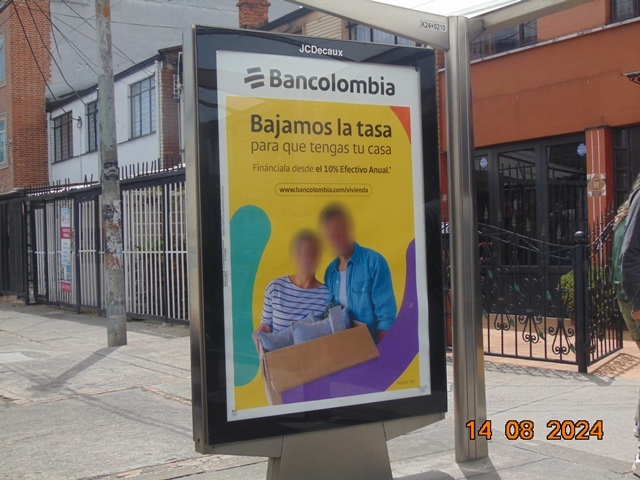 K24+0210
JCDecaux
Bancolombia
Bajamos la tasa
para que tengas tu casa
Fináncíala desde el 10% Efectivo Anual.*
www.bancolombia.com/vivienda
14 08 2024